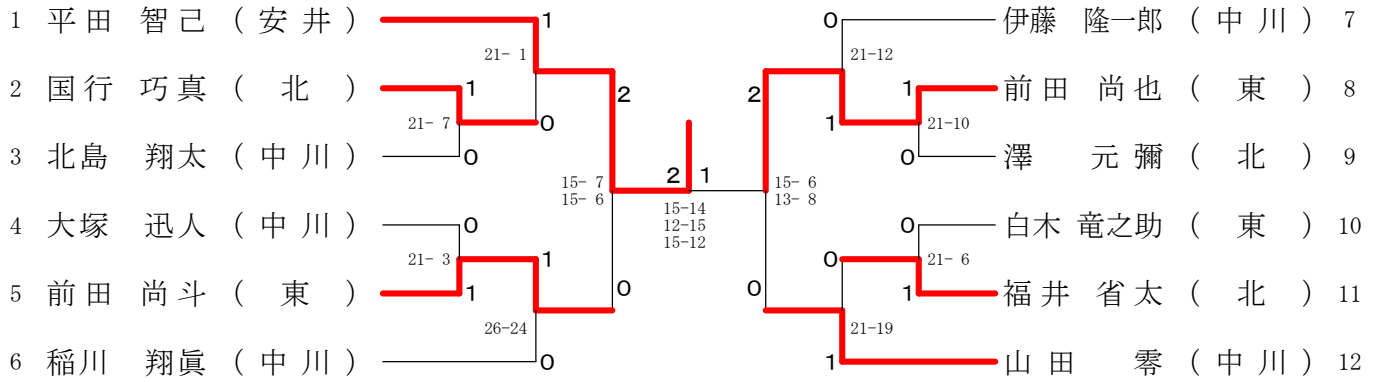 1 平田 智己 ( 安井 ) 1 0 伊藤 隆一郎 ( 中川 ) 7
21- 1 21-12
2 国行 巧真 ( 北 ) 1 2 2 1 前田 尚也 ( 東 ) 8
21- 7 0 1 21-10
3 北島 翔太 ( 中川 ) 0 0 澤 元彌 ( 北 ) 9
15- 7 2 1 15- 6
15- 6 15-14 13- 8
12-15
15-12
4 大塚 迅人 ( 中川 ) 0 0 白木 竜之助 ( 東 ) 10
21- 3 1 0 21- 6
5 前田 尚斗 ( 東 ) 1 0 0 1 福井 省太 ( 北 ) 11
26-24 21-19
6 稲川 翔眞 ( 中川 ) 0 1 山田 零 ( 中川 ) 12